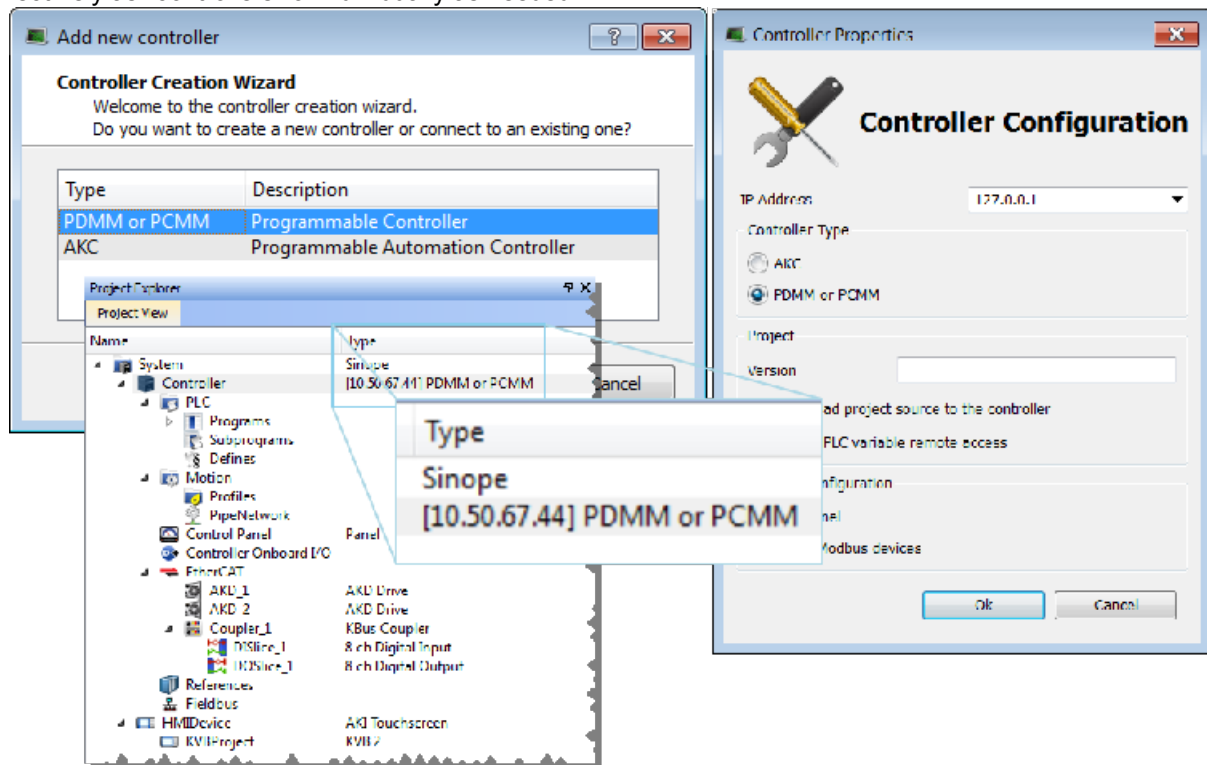 Add new controller
Controller Creation Wizard
Welcome to the controller creation wizard.
Do you want to create a new controller or connect to an existing one?
Type Description
PDMM or PCMM Programmable Controller
AKC Programmable Automation Controller
Cancel
Project Explorer
Project View
Name Type
System Sinope
Controller [10.50.67.44] PDMM or PCMM
PLC
Programs
Subprograms
Defines
Motion
Profiles
PipeNetwork
Control Panel Panel
Controller Onboard I/O
EtherCAT
AKD_1 AKD Drive
AKD_2 AKD Drive
Coupler_1 KBus Coupler
DISlice_1 8 ch Digital Input
DOSlice_1 8 ch Digital Output
References
Fieldbus
HMIDevice AKI Touchscreen
KVBProject KVB 2
Type
Sinope
[10.50.67.44] PDMM or PCMM
Controller Properties
Controller Configuration
IP Address 127.0.0.1
Controller Type
AKC
PDMM or PCMM
Project
Version
ad project source to the controller
PLC variable remote access
nfiguration
nel
Modbus devices
Ok Cancel